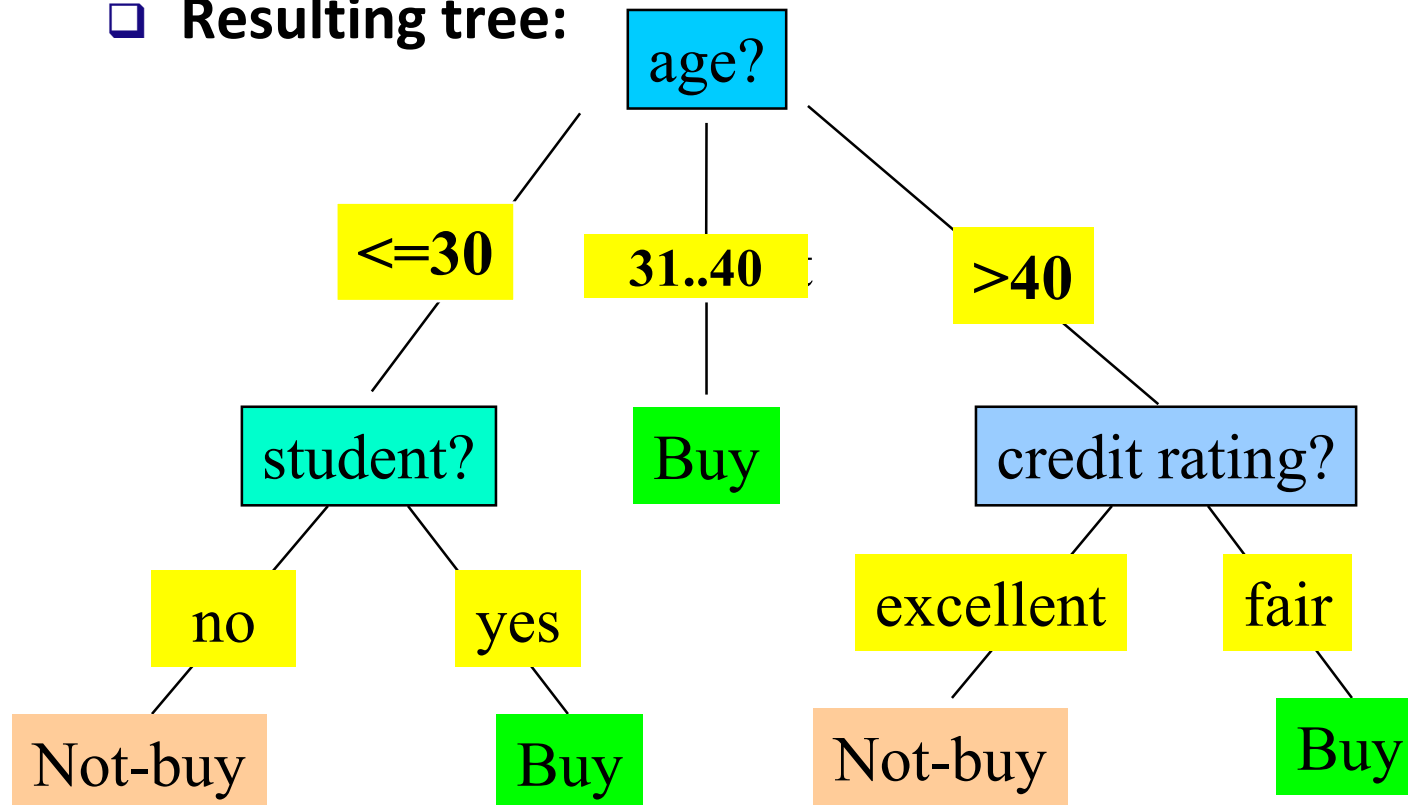 Resulting tree:
age?
<=30
31..40
>40
student?
Buy
credit rating?
no
yes
excellent
fair
Not-buy
Buy
Not-buy
Buy